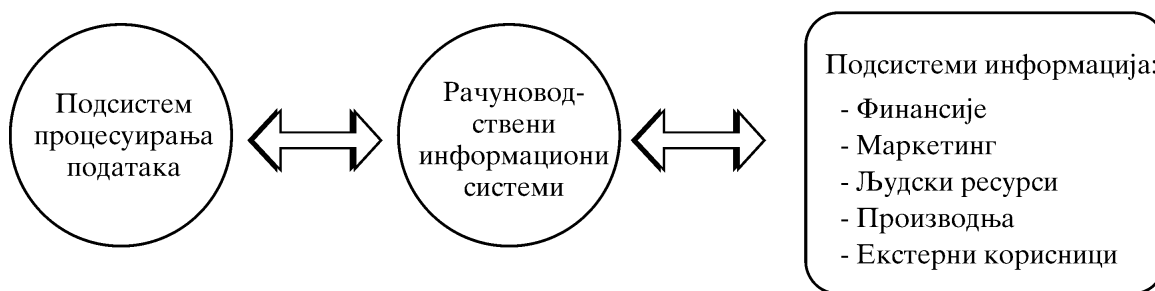 Подсистем
процесуирања
података
Рачуновод-
ствени
информациони
системи
Подсистеми информација:
- Финансије
- Маркетинг
- Људски ресурси
- Производња
- Екстерни корисници